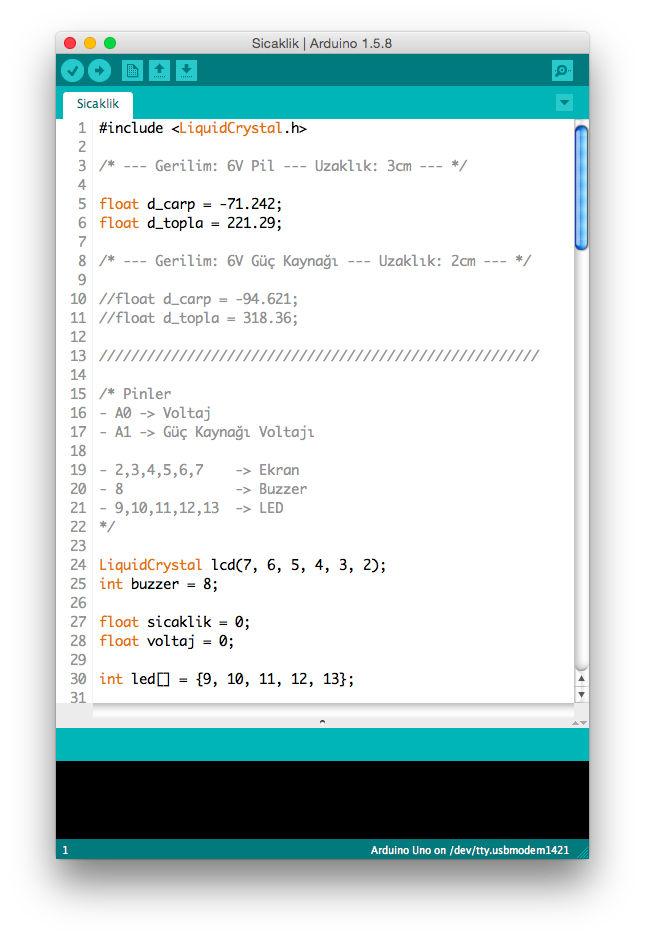 Sicaklik | Arduino 1.5.8
Sicaklik
1 #include <LiquidCrystal.h>
2
3 /* --- Gerilim: 6V Pil --- Uzaklık: 3cm --- */
4
5 float d_carp = -71.242;
6 float d_topla = 221.29;
7
8 /* --- Gerilim: 6V Güç Kaynağı --- Uzaklık: 2cm --- */
9
10 //float d_carp = -94.621;
11 //float d_topla = 318.36;
12
13 ///////////////////////////////////////////////////////
14
15 /* Pinler
16 - A0 -> Voltaj
17 - A1 -> Güç Kaynağı Voltajı
18
19 - 2,3,4,5,6,7    -> Ekran
20 - 8              -> Buzzer
21 - 9,10,11,12,13  -> LED
22 */
23
24 LiquidCrystal lcd(7, 6, 5, 4, 3, 2);
25 int buzzer = 8;
26
27 float sicaklik = 0;
28 float voltaj = 0;
29
30 int led[] = {9, 10, 11, 12, 13};
31
1 Arduino Uno on /dev/tty.usbmodem1421